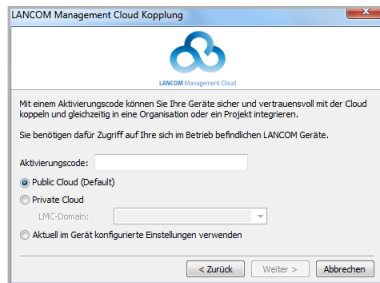 LANCOM Management Cloud Kopplung
LANCOM Management Cloud
Mit einem Aktivierungscode können Sie Ihre Geräte sicher und vertrauensvoll mit der Cloud
koppeln und gleichzeitig in eine Organisation oder ein Projekt integrieren.
Sie benötigen dafür Zugriff auf Ihre sich im Betrieb befindlichen LANCOM Geräte.
Aktivierungscode:
Public Cloud (Default)
Private Cloud
LMC-Domain:
Aktuell im Gerät konfigurierte Einstellungen verwenden
< Zurück Weiter > Abbrechen